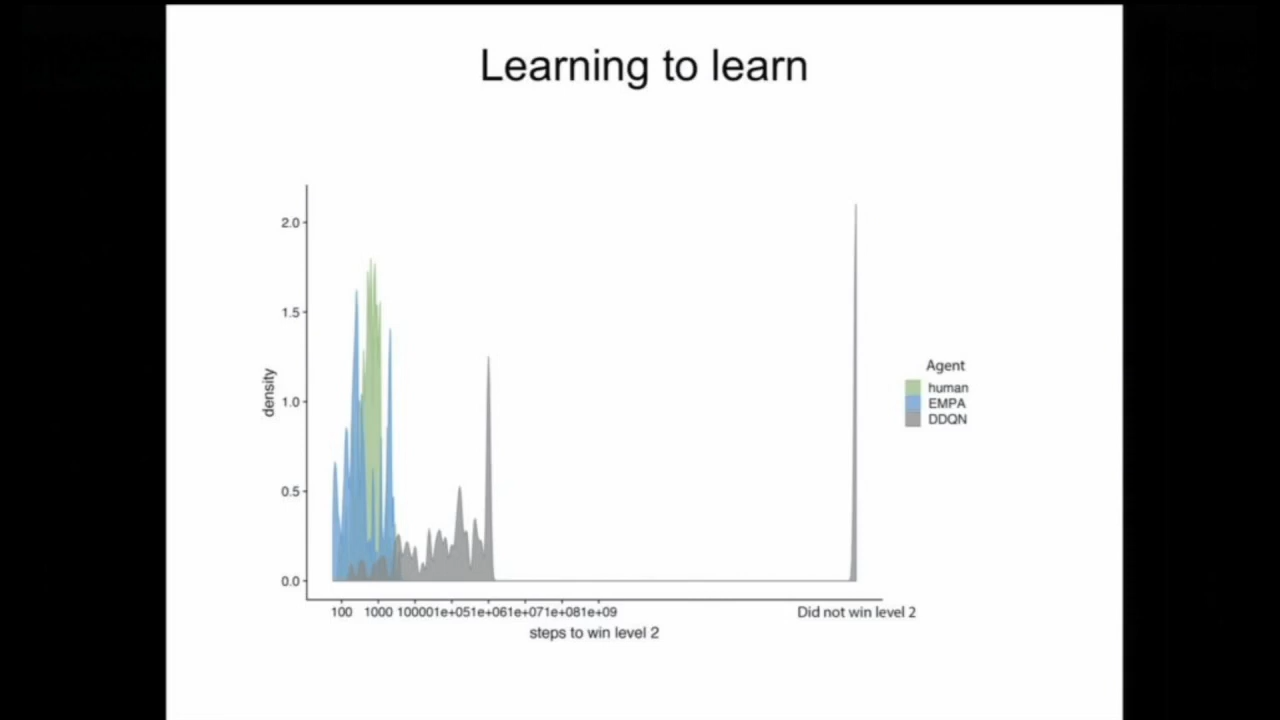 Learning to learn
2.0
1.5
1.0
0.5
0.0
density
100 1000 100001e+051e+061e+071e+081e+09 Did not win level 2
steps to win level 2
Agent
human
EMPA
DDQN